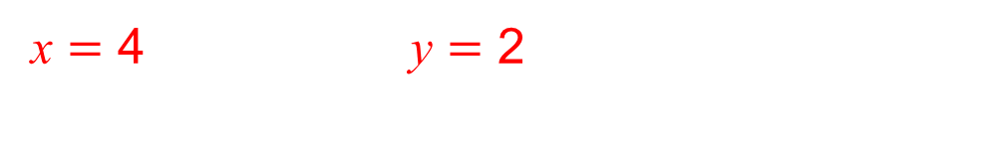 x = 4 y = 2